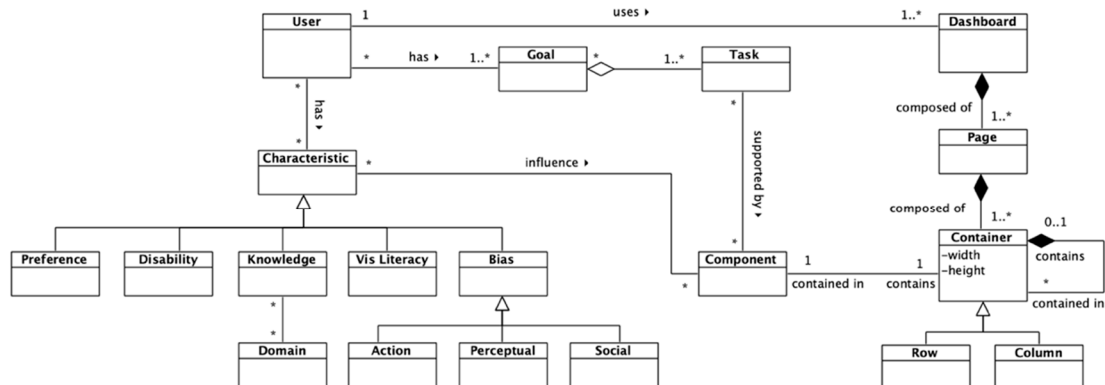 User
1
uses ▸
1..*
Dashboard
*
has ▸
1..*
Goal
*
1..*
Task
*
has ▸
*
*
supported by ▸
*
composed of
1..*
Page
Characteristic
*
influence ▸
*
composed of
1..*
Preference
Disability
Knowledge
Vis Literacy
Bias
Component
1
contained in
1
contains
Container
-width
-height
0..1
contains
*
contained in
*
*
Domain
Action
Perceptual
Social
Row
Column